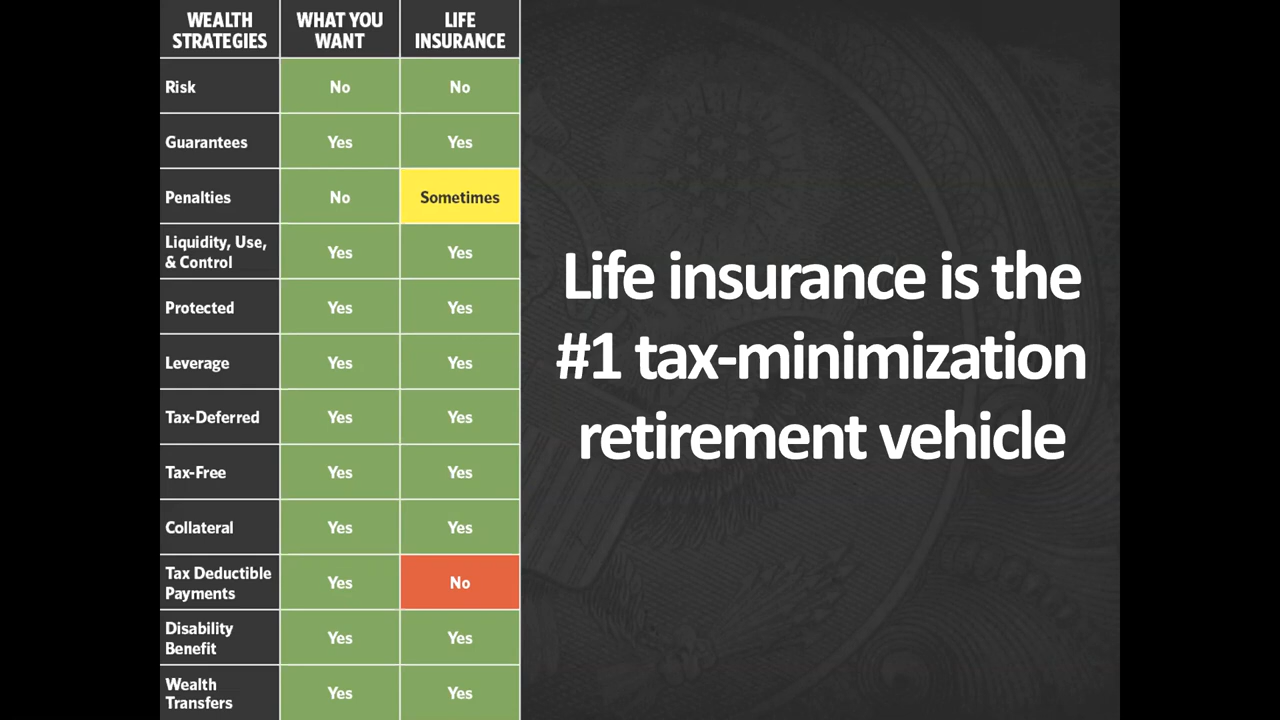 WEALTH STRATEGIES WHAT YOU WANT LIFE INSURANCE
Risk No No
Guarantees Yes Yes
Penalties No Sometimes
Liquidity, Use, & Control Yes Yes
Protected Yes Yes
Leverage Yes Yes
Tax-Deferred Yes Yes
Tax-Free Yes Yes
Collateral Yes Yes
Tax Deductible Payments Yes No
Disability Benefit Yes Yes
Wealth Transfers Yes Yes
Life insurance is the
#1 tax-minimization
retirement vehicle